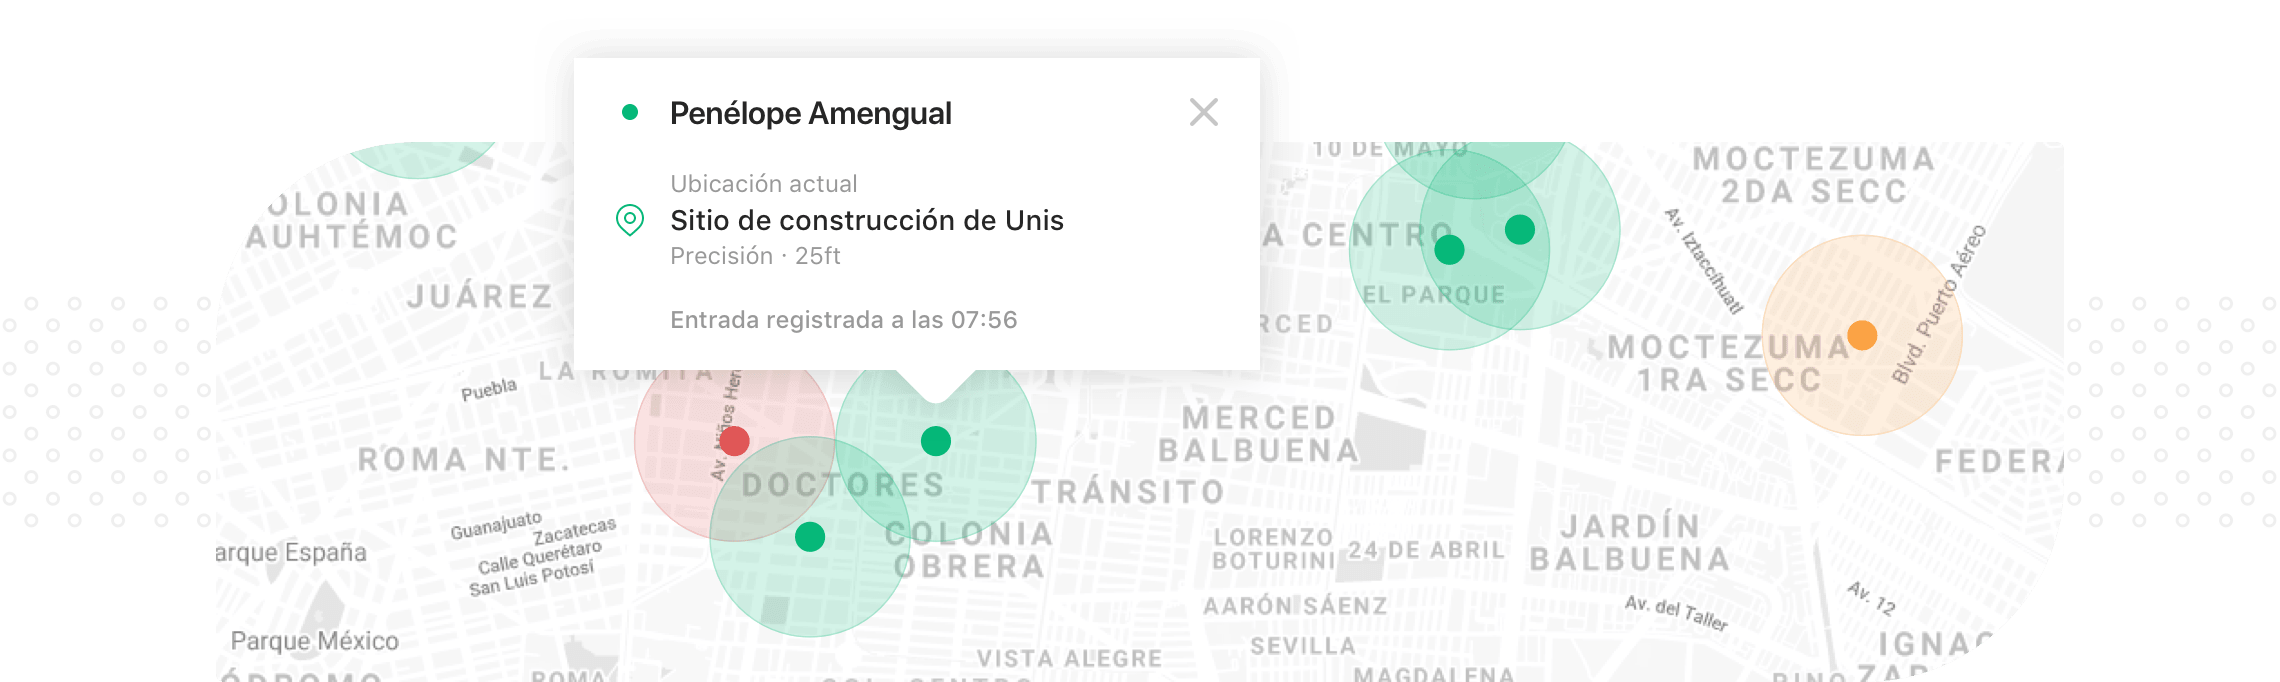 Penélope Amengual
Ubicación actual
Sitio de construcción de Unis
Precisión · 25ft
Entrada registrada a las 07:56
10 DE MAYO
MOCTEZUMA
2DA SECC
OLONIA
AUHTÉMOC
A CENTRO
Av. Iztaccíhuatl
Blvd. Puerto Aéreo
JUÁREZ
EL PARQUE
RCED
MOCTEZUMA
1RA SECC
LA ROMITA
Puebla
Av. Niños Her
MERCED
BALBUENA
ROMA NTE.
DOCTORES
TRÁNSITO
FEDERA
Guanajuato
Zacatecas
Calle Querétaro
San Luis Potosí
COLONIA
OBRERA
LORENZO
BOTURINI
24 DE ABRIL
JARDÍN
BALBUENA
arque España
AARÓN SÁENZ
Av. del Taller
Av. 12
Parque México
SEVILLA
VISTA ALEGRE
IGNAC
ZAR
ÓDROMO
ROMA
MAGDALENA